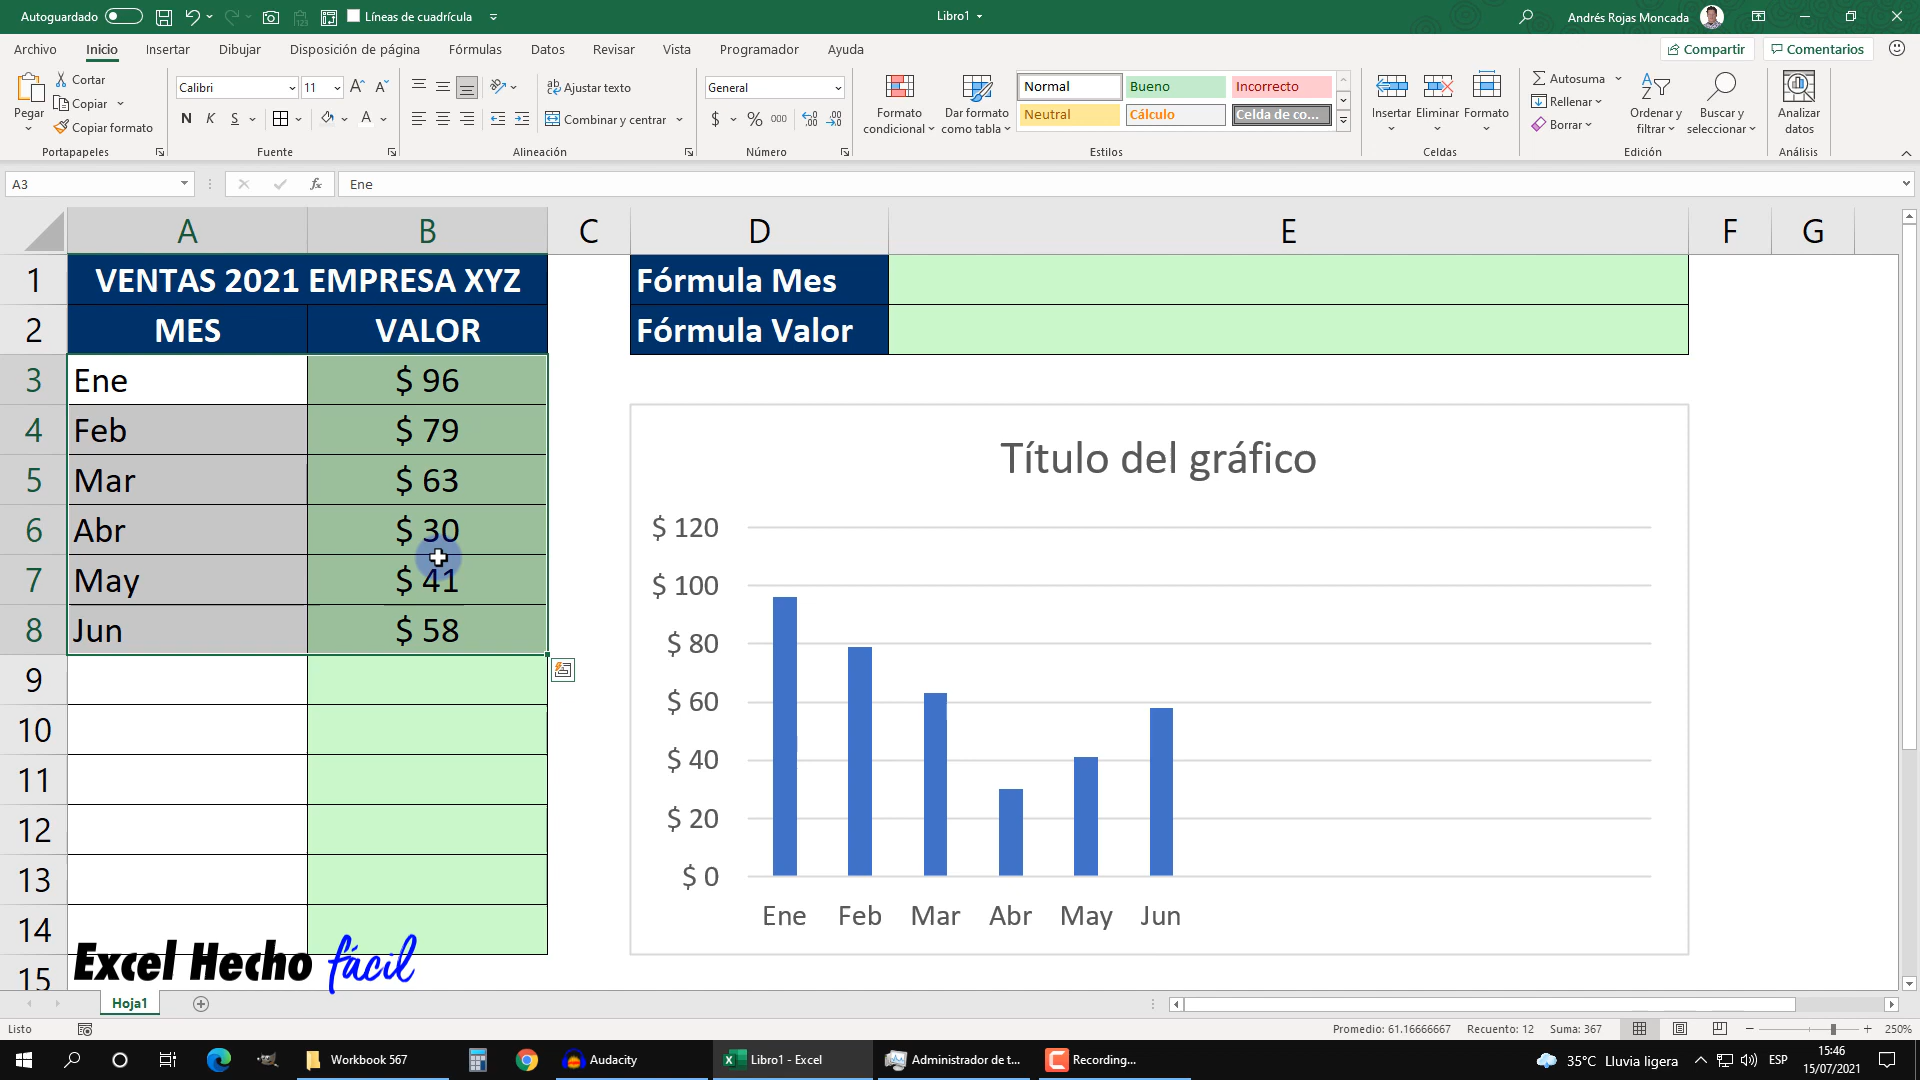 Autoguardado
Líneas de cuadrícula
Libro1
Andrés Rojas Moncada
Archivo Inicio Insertar Dibujar Disposición de página Fórmulas Datos Revisar Vista Programador Ayuda
Compartir
Comentarios
Pegar
Cortar
Copiar
Copiar formato
Portapapeles
Calibri 11
N K S
Fuente
Ajustar texto
Combinar y centrar
Alineación
General
$ % 000
Número
Formato condicional
Dar formato como tabla
Normal Bueno Incorrecto
Neutral Cálculo Celda de co...
Estilos
Insertar Eliminar Formato
Celdas
Autosuma
Rellenar
Borrar
Ordenar y filtrar
Buscar y seleccionar
Edición
Analizar datos
Análisis
A3
fx
Ene
A B C D E F G
1 VENTAS 2021 EMPRESA XYZ Fórmula Mes
2 MES VALOR Fórmula Valor
3 Ene $ 96
4 Feb $ 79
5 Mar $ 63
6 Abr $ 30
7 May $ 41
8 Jun $ 58
9
10
11
12
13
14
15
Título del gráfico
$ 120
$ 100
$ 80
$ 60
$ 40
$ 20
$ 0
Ene Feb Mar Abr May Jun
Excel Hecho fácil
Hoja1
Listo
Promedio: 61.16666667 Recuento: 12 Suma: 367
250%
Workbook 567
Audacity
Libro1 - Excel
Administrador de t...
Recording...
35°C Lluvia ligera
ESP
15:46
15/07/2021